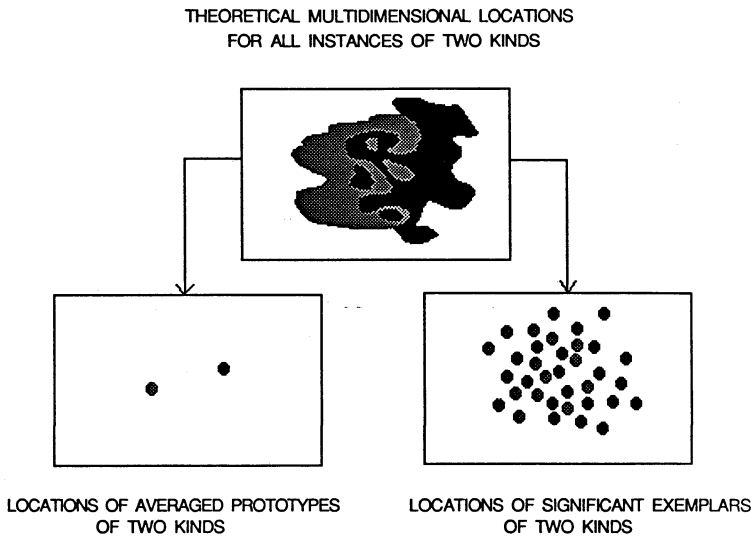 THEORETICAL MULTIDIMENSIONAL LOCATIONS
FOR ALL INSTANCES OF TWO KINDS
LOCATIONS OF AVERAGED PROTOTYPES
OF TWO KINDS
LOCATIONS OF SIGNIFICANT EXEMPLARS
OF TWO KINDS